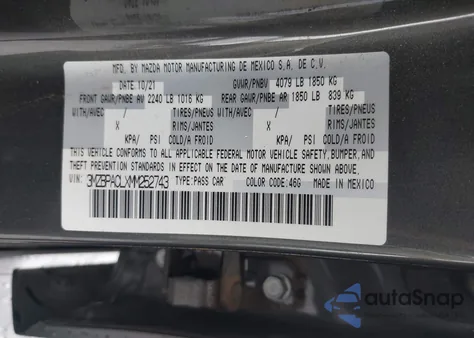 MFD. BY MAZDA MOTOR MANUFACTURING DE MEXICO S.A. DE C.V.
DATE: 10/21 GVWR/PNBV 4079 LB 1850 KG
FRONT GAWR/PNBE AV 2240 LB 1016 KG REAR GAWR/PNBE AR 1850 LB 839 KG
WITH/AVEC / TIRES/PNEUS WITH/AVEC / TIRES/PNEUS
X RIMS/JANTES X RIMS/JANTES
KPA/ PSI COLD/A FROID KPA/ PSI COLD/A FROID
THIS VEHICLE CONFORMS TO ALL APPLICABLE FEDERAL MOTOR VEHICLE SAFETY, BUMPER, AND
THEFT PREVENTION STANDARDS IN EFFECT ON THE DATE OF MANUFACTURE SHOWN ABOVE.
WIN: 3MZBPACLXMM252743 TYPE: PASS CAR COLOR CODE: 46G MADE IN MEXICO
autoSnap